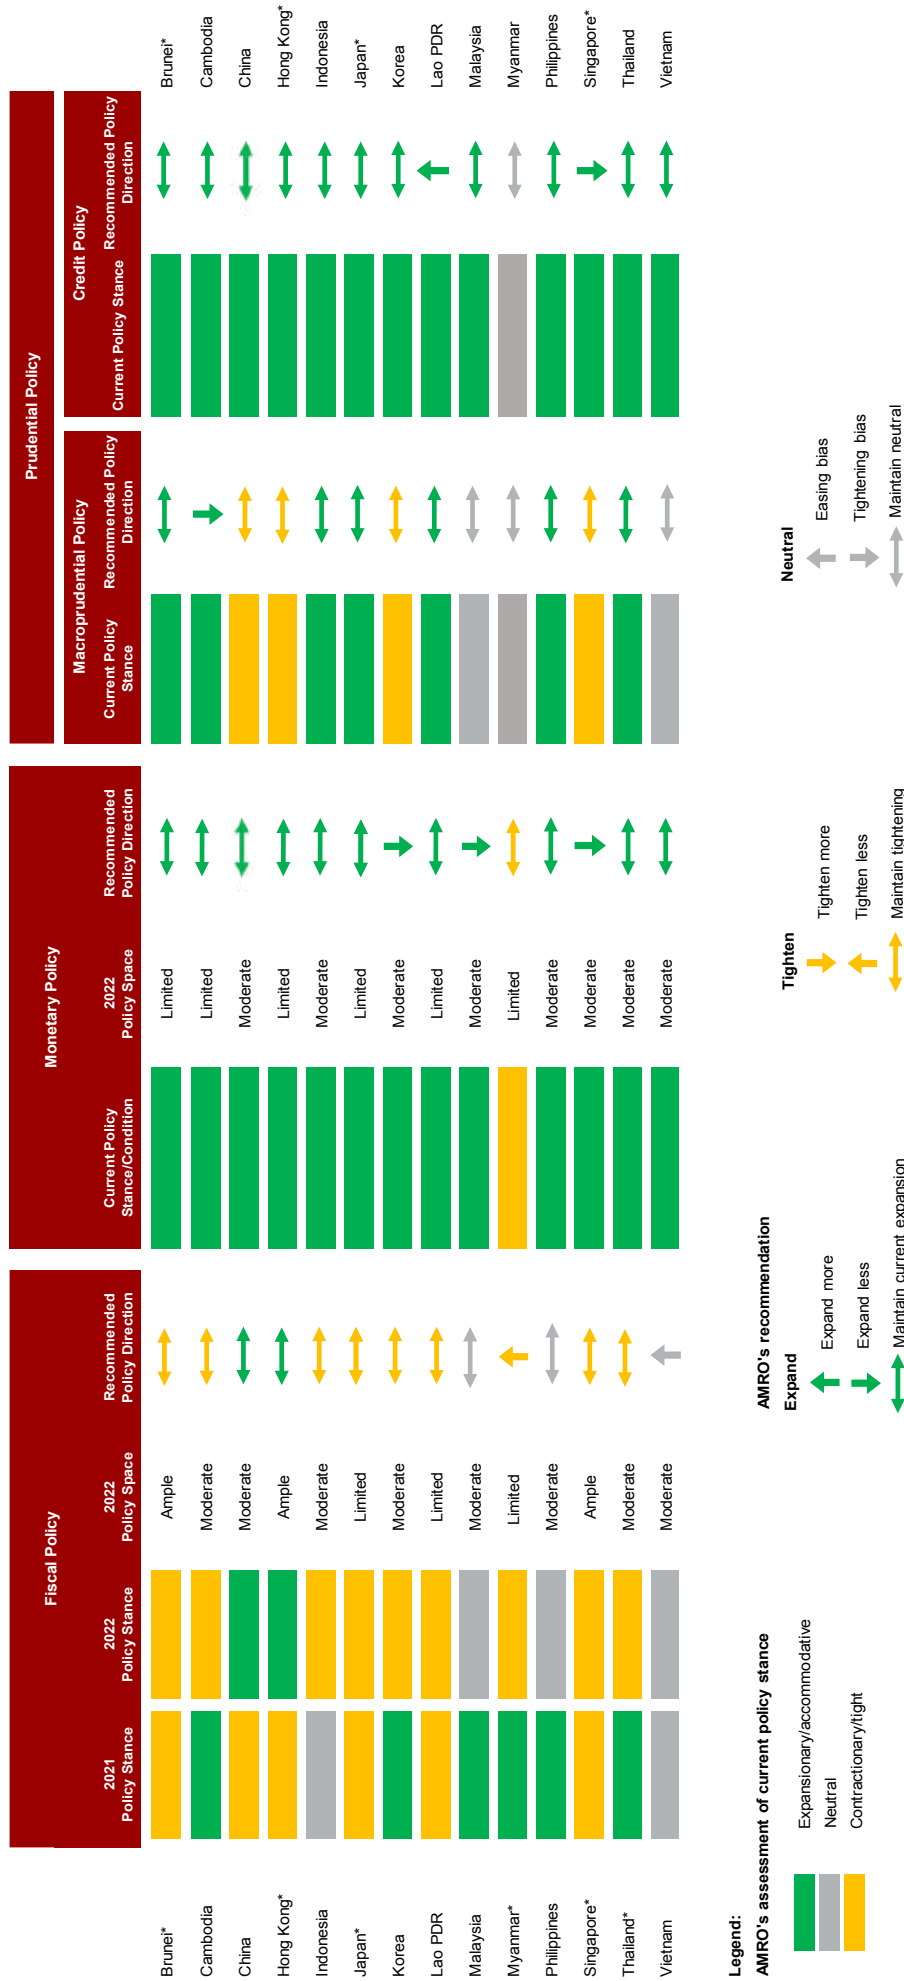 Fiscal Policy
Monetary Policy
Prudential Policy
Macroprudential Policy
Credit Policy
2021
Policy Stance
2022
Policy Stance
2022
Policy Space
Recommended
Policy Direction
Current Policy
Stance/Condition
2022
Policy Space
Recommended
Policy Direction
Current Policy
Stance
Recommended Policy
Direction
Current Policy Stance
Recommended Policy
Direction
Brunei* Ample Limited Brunei*
Cambodia Moderate Limited Cambodia
China Moderate Moderate China
Hong Kong* Ample Limited Hong Kong*
Indonesia Moderate Moderate Indonesia
Japan* Limited Limited Japan*
Korea Moderate Moderate Korea
Lao PDR Limited Limited Lao PDR
Malaysia Moderate Moderate Malaysia
Myanmar* Limited Limited Myanmar
Philippines Moderate Moderate Philippines
Singapore* Ample Moderate Singapore*
Thailand* Moderate Moderate Thailand
Vietnam Moderate Moderate Vietnam
Legend:
AMRO's assessment of current policy stance
Expansionary/accommodative
Neutral
Contractionary/tight
AMRO's recommendation
Expand
Expand more
Expand less
Maintain current expansion
Tighten
Tighten more
Tighten less
Maintain tightening
Neutral
Easing bias
Tightening bias
Maintain neutral